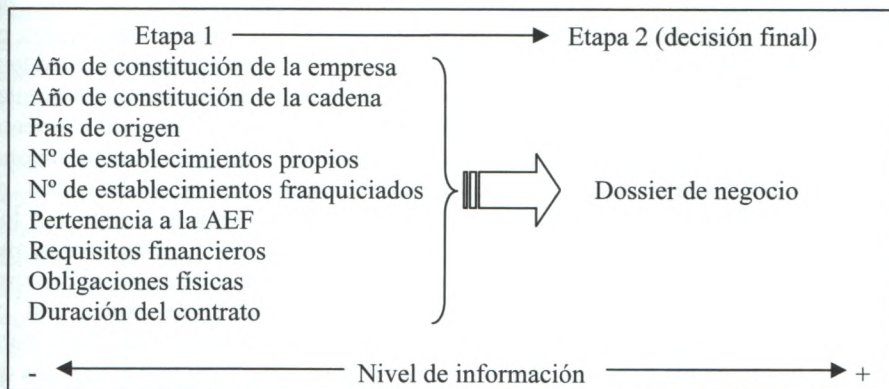 Etapa 1 Etapa 2 (decisión final)
Año de constitución de la empresa
Año de constitución de la cadena
País de origen
Nº de establecimientos propios
Nº de establecimientos franquiciados
Pertenencia a la AEF
Requisitos financieros
Obligaciones físicas
Duración del contrato
Dossier de negocio
- Nivel de información +